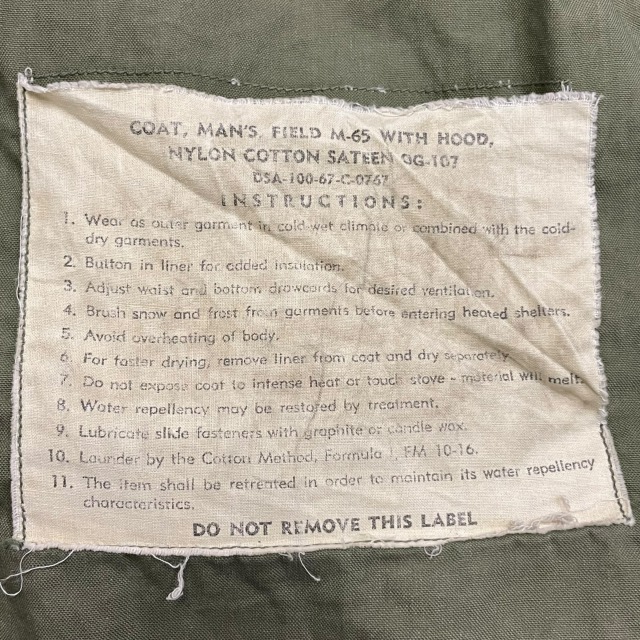 COAT, MAN'S, FIELD M-65 WITH HOOD,
NYLON COTTON SATEEN OG-107
DSA-100-67-C-0767
INSTRUCTIONS:
1. Wear as outer garment in cold-wet climate or combined with the cold-
dry garments.
2. Button in liner for added insulation.
3. Adjust waist and bottom drawcords for desired ventilation.
4. Brush snow and frost from garments before entering heated shelters.
5. Avoid overheating of body.
6. For faster drying, remove liner from coat and dry separately
7. Do not expose coat to intense heat or touch stove - material will melt.
8. Water repellency may be restored by treatment.
9. Lubricate slide fasteners with graphite or candle wax.
10. Launder by the Cotton Method, Formula I, FM 10-16.
11. The item shall be retreated in order to maintain its water repellency
characteristics.
DO NOT REMOVE THIS LABEL